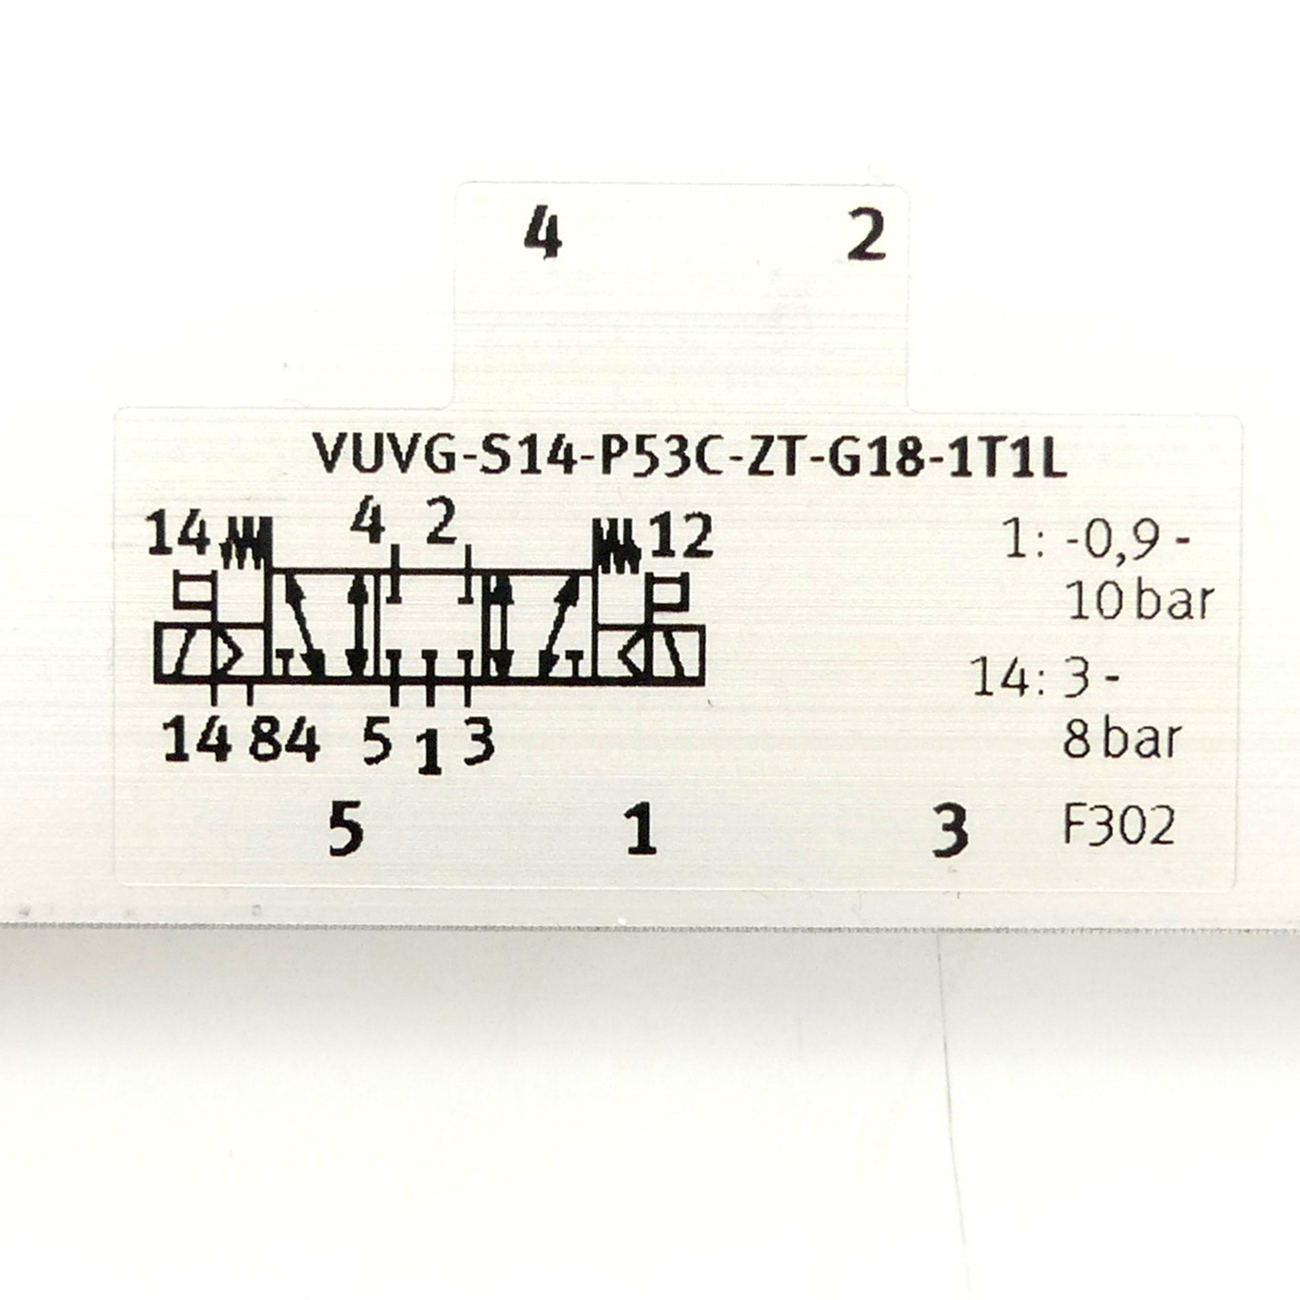 4 2
VUVG-S14-P53C-ZT-G18-1T1L
14 4 2 12
1: -0,9 -
10 bar
14: 3 -
8 bar
14 84 5 1 3
5 1 3 F302